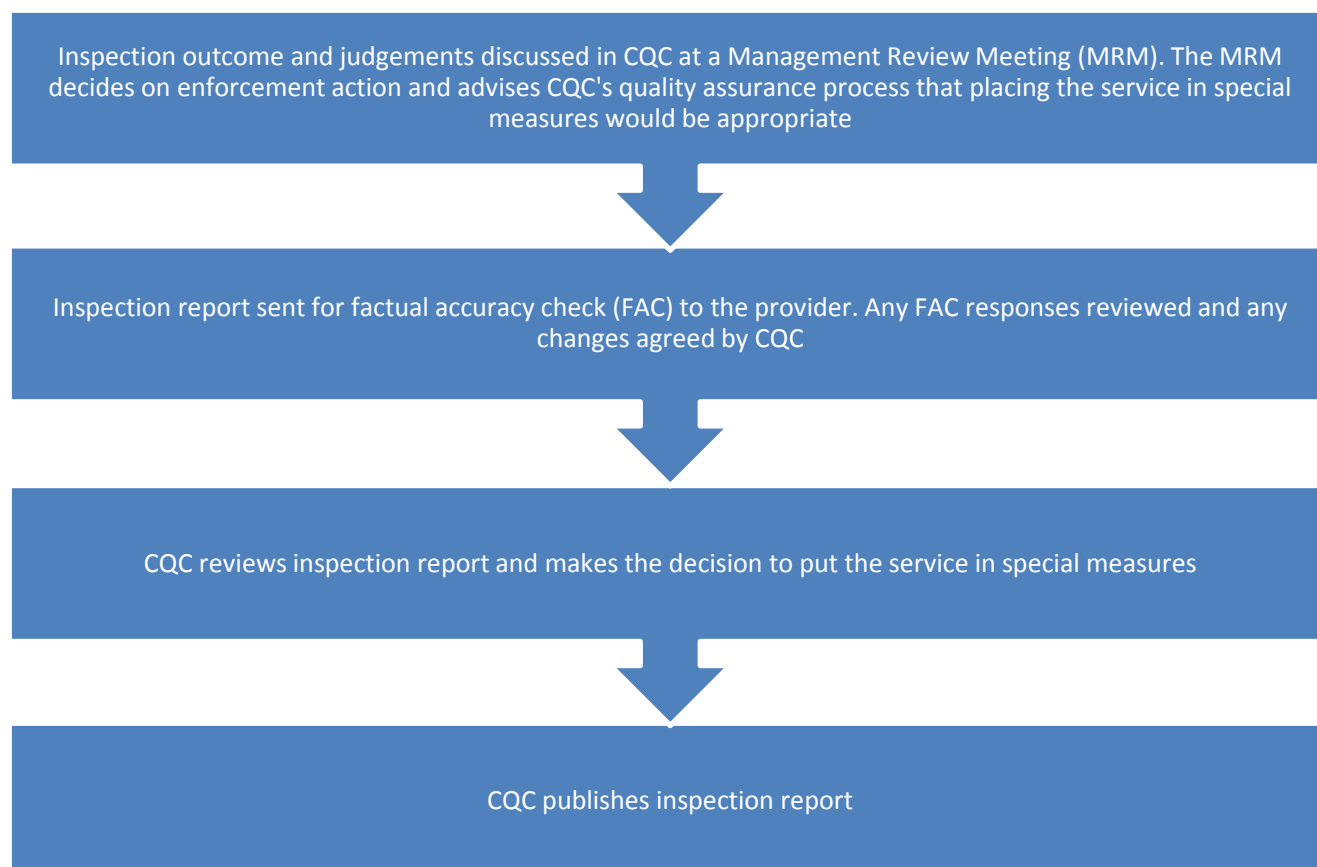 Inspection outcome and judgements discussed in CQC at a Management Review Meeting (MRM). The MRM
decides on enforcement action and advises CQC's quality assurance process that placing the service in special
measures would be appropriate
Inspection report sent for factual accuracy check (FAC) to the provider. Any FAC responses reviewed and any
changes agreed by CQC
CQC reviews inspection report and makes the decision to put the service in special measures
CQC publishes inspection report